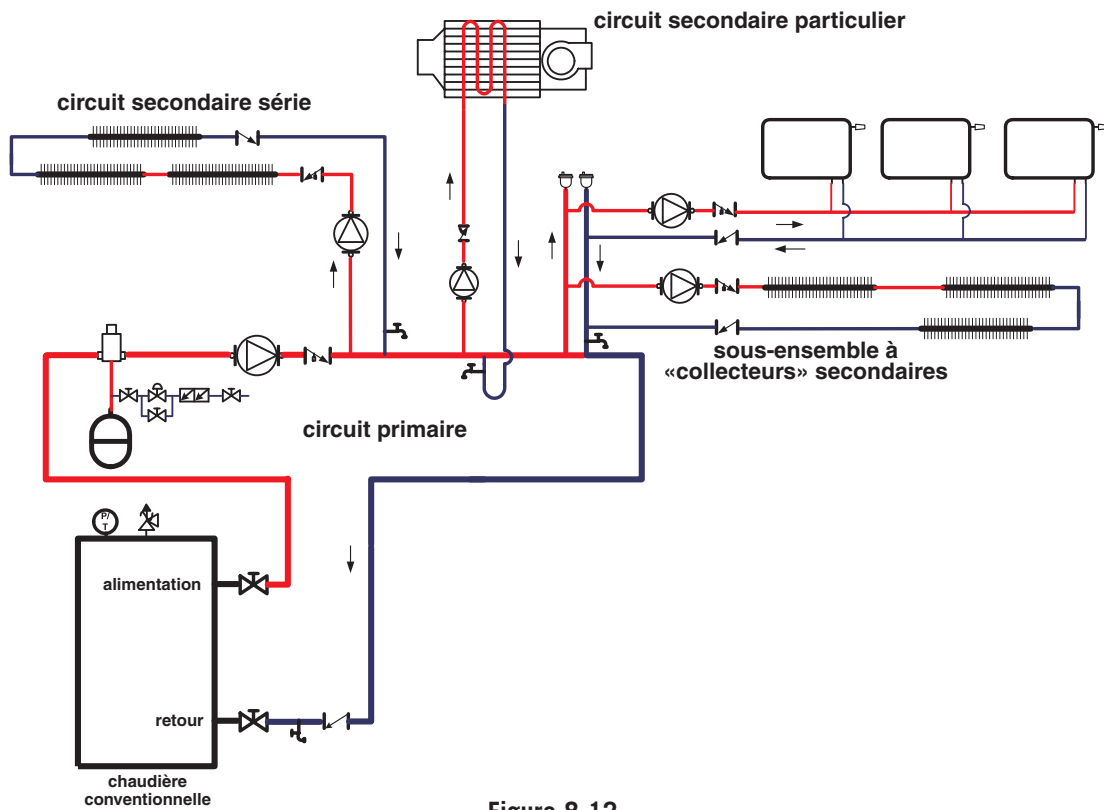 circuit secondaire particulier
circuit secondaire série
sous-ensemble à
«collecteurs» secondaires
circuit primaire
P/
T
alimentation
retour
chaudière
conventionnelle
Figure 8-12